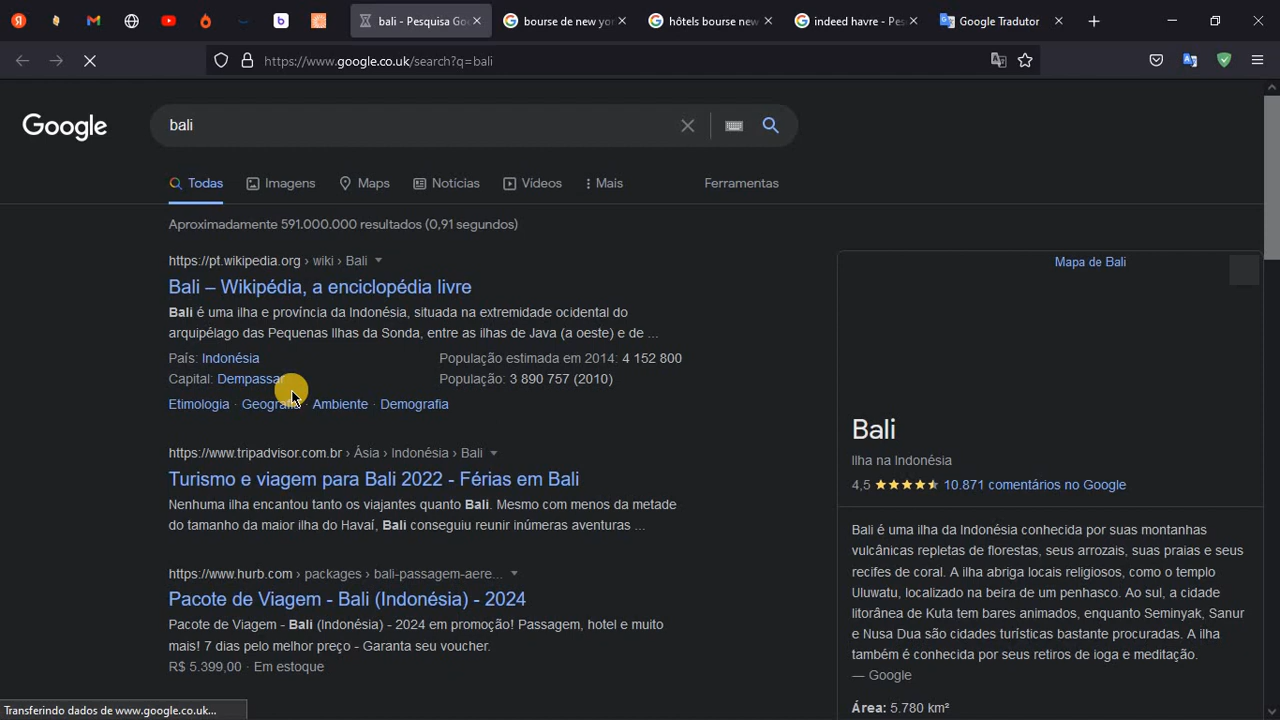 bali - Pesquisa Goo
bourse de new yor
hôtels bourse new
indeed havre - Pes
Google Tradutor
https://www.google.co.uk/search?q=bali
Google
bali
Todas
Imagens
Maps
Notícias
Vídeos
Mais
Ferramentas
Aproximadamente 591.000.000 resultados (0,91 segundos)
https://pt.wikipedia.org › wiki › Bali
Bali – Wikipédia, a enciclopédia livre
Bali é uma ilha e província da Indonésia, situada na extremidade ocidental do
arquipélago das Pequenas Ilhas da Sonda, entre as ilhas de Java (a oeste) e de ...
País: Indonésia
População estimada em 2014: 4 152 800
Capital: Dempassar
População: 3 890 757 (2010)
Etimologia · Geografia · Ambiente · Demografia
https://www.tripadvisor.com.br › Ásia › Indonésia › Bali
Turismo e viagem para Bali 2022 - Férias em Bali
Nenhuma ilha encantou tanto os viajantes quanto Bali. Mesmo com menos da metade
do tamanho da maior ilha do Havaí, Bali conseguiu reunir inúmeras aventuras ...
https://www.hurb.com › packages › bali-passagem-aere...
Pacote de Viagem - Bali (Indonésia) - 2024
Pacote de Viagem - Bali (Indonésia) - 2024 em promoção! Passagem, hotel e muito
mais! 7 dias pelo melhor preço - Garanta seu voucher.
R$ 5.399,00 · Em estoque
Mapa de Bali
Bali
Ilha na Indonésia
4,5 10.871 comentários no Google
Bali é uma ilha da Indonésia conhecida por suas montanhas
vulcânicas repletas de florestas, seus arrozais, suas praias e seus
recifes de coral. A ilha abriga locais religiosos, como o templo
Uluwatu, localizado na beira de um penhasco. Ao sul, a cidade
litorânea de Kuta tem bares animados, enquanto Seminyak, Sanur
e Nusa Dua são cidades turísticas bastante procuradas. A ilha
também é conhecida por seus retiros de ioga e meditação.
— Google
Área: 5.780 km²
Transferindo dados de www.google.co.uk...